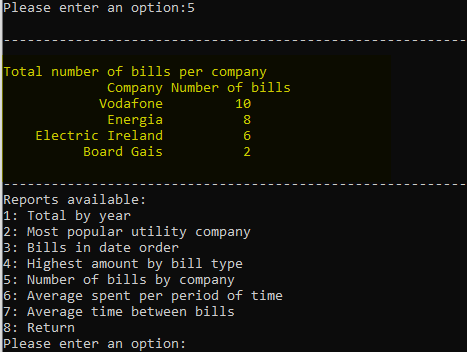 Please enter an option:5
----------------------------------------------------------
Total number of bills per company
Company Number of bills
Vodafone 10
Energia 8
Electric Ireland 6
Board Gais 2
----------------------------------------------------------
Reports available:
1: Total by year
2: Most popular utility company
3: Bills in date order
4: Highest amount by bill type
5: Number of bills by company
6: Average spent per period of time
7: Average time between bills
8: Return
Please enter an option: